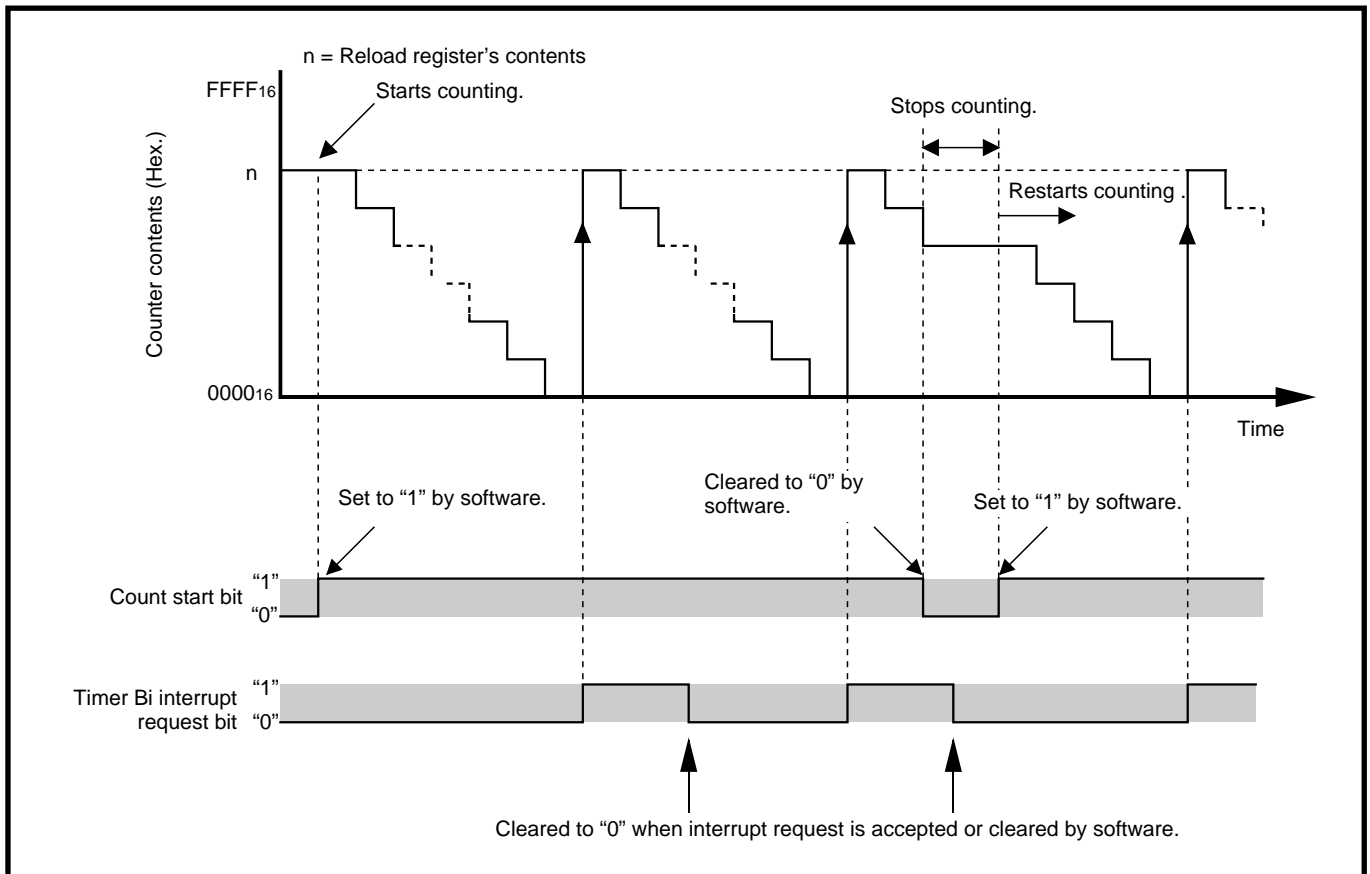 n = Reload register’s contents
FFFF16
Starts counting.
Stops counting.
n
Restarts counting .
Counter contents (Hex.)
000016
Time
Set to “1” by software.
Cleared to “0” by
software.
Set to “1” by software.
Count start bit
“1”
“0”
Timer Bi interrupt
request bit
“1”
“0”
Cleared to “0” when interrupt request is accepted or cleared by software.